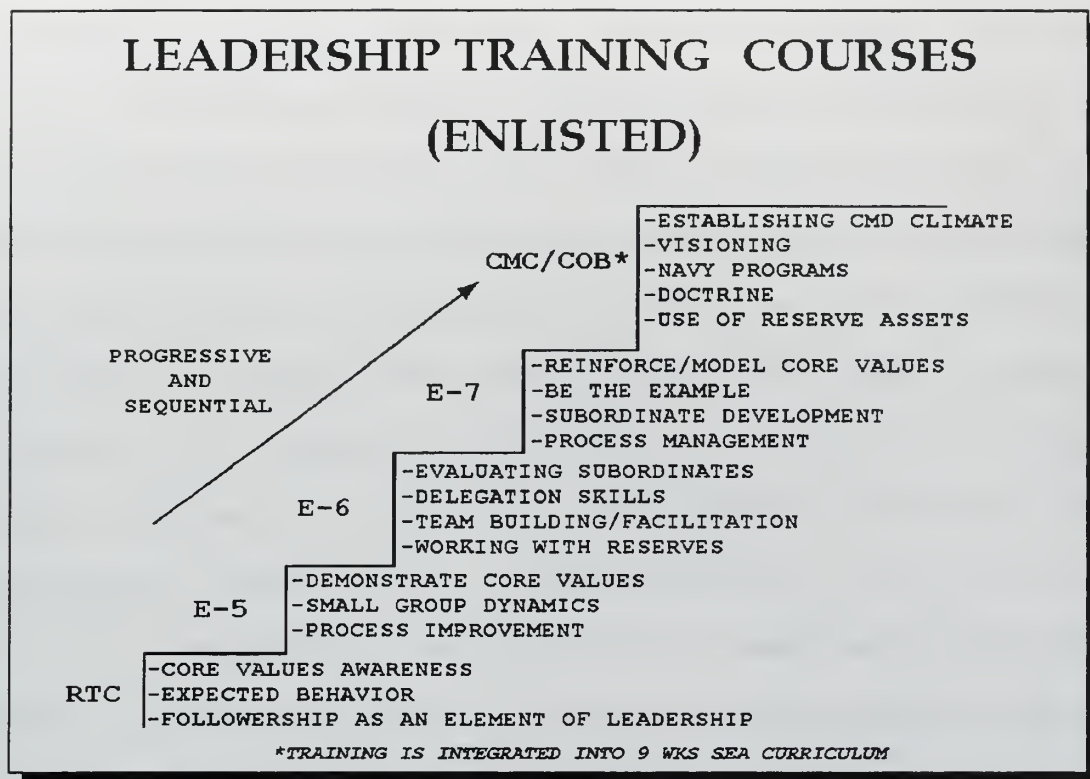 LEADERSHIP TRAINING COURSES
(ENLISTED)
-ESTABLISHING CMD CLIMATE
CMC/COB*
-VISIONING
-NAVY PROGRAMS
-DOCTRINE
-USE OF RESERVE ASSETS
PROGRESSIVE
AND
SEQUENTIAL
E-7
-REINFORCE/MODEL CORE VALUES
-BE THE EXAMPLE
-SUBORDINATE DEVELOPMENT
-PROCESS MANAGEMENT
E-6
-EVALUATING SUBORDINATES
-DELEGATION SKILLS
-TEAM BUILDING/FACILITATION
-WORKING WITH RESERVES
E-5
-DEMONSTRATE CORE VALUES
-SMALL GROUP DYNAMICS
-PROCESS IMPROVEMENT
RTC
-CORE VALUES AWARENESS
-EXPECTED BEHAVIOR
-FOLLOWERSHIP AS AN ELEMENT OF LEADERSHIP
*TRAINING IS INTEGRATED INTO 9 WKS SEA CURRICULUM